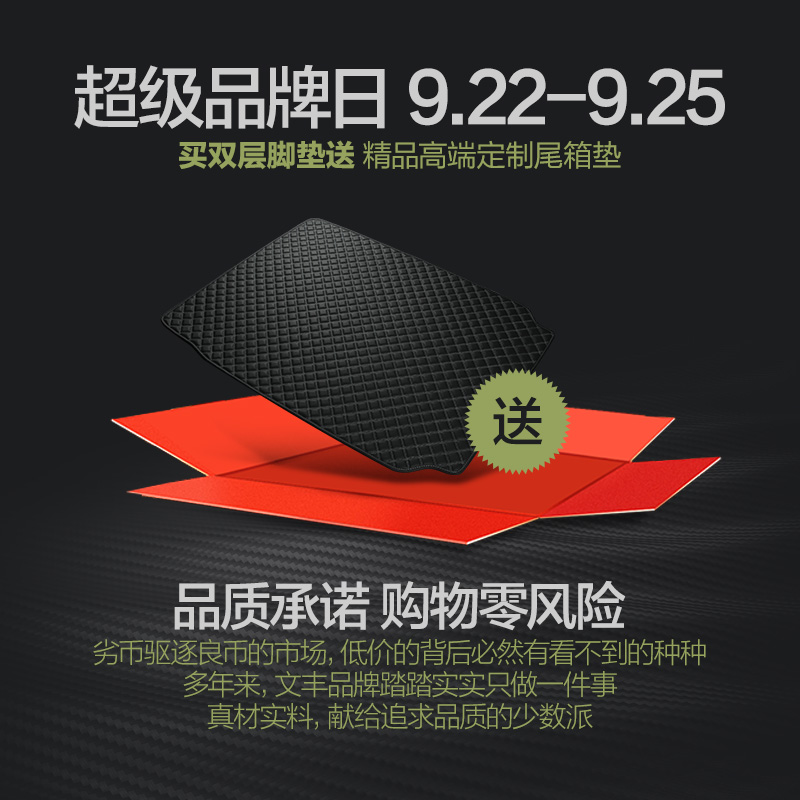 超级品牌日 9.22-9.25
买双层脚垫送 精品高端定制尾箱垫
送
品质承诺 购物零风险
劣币驱逐良币的市场, 低价的背后必然有看不到的种种
多年来, 文丰品牌踏踏实实只做一件事
真材实料, 献给追求品质的少数派